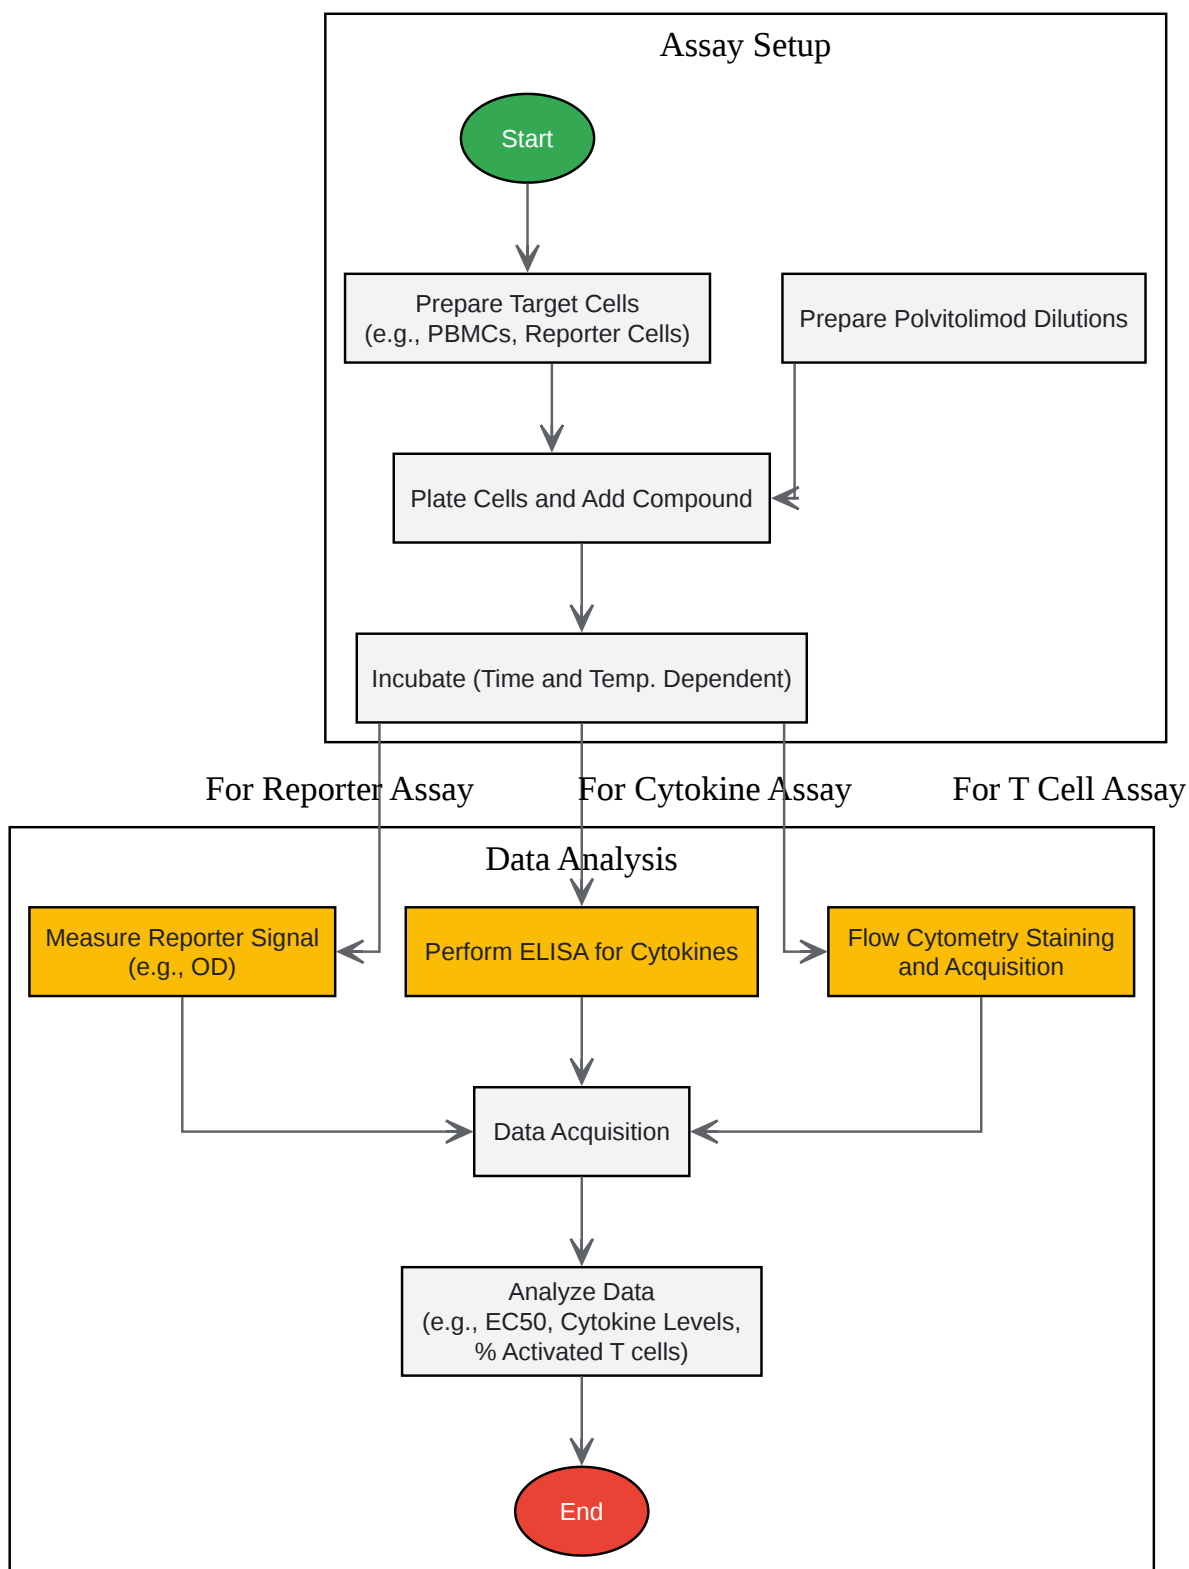 Assay Setup
Start
Prepare Target Cells
(e.g., PBMCs, Reporter Cells)
Prepare Polvitolimod Dilutions
Plate Cells and Add Compound
Incubate (Time and Temp. Dependent)
For Reporter Assay
For Cytokine Assay
For T Cell Assay
Data Analysis
Measure Reporter Signal
(e.g., OD)
Perform ELISA for Cytokines
Flow Cytometry Staining
and Acquisition
Data Acquisition
Analyze Data
(e.g., EC50, Cytokine Levels,
% Activated T cells)
End